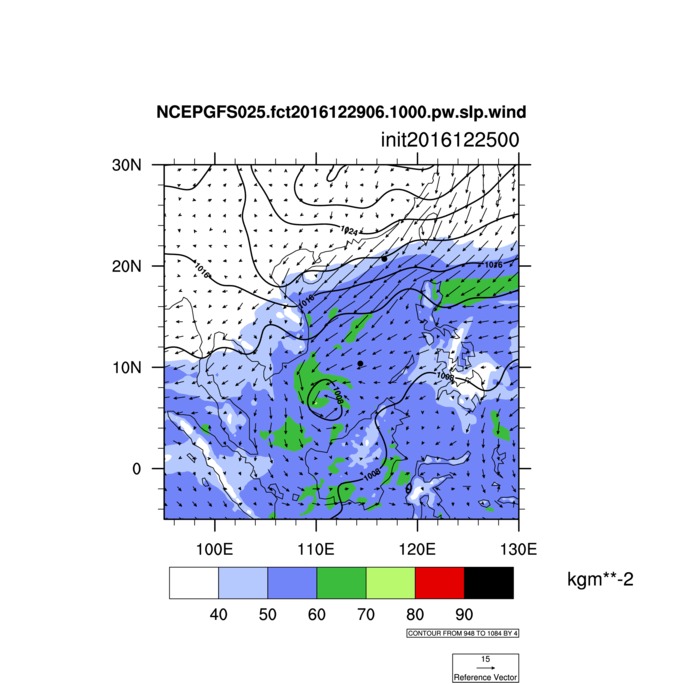 NCEPGFS025.fct2016122906.1000.pw.slp.wind
init2016122500
30N
1024
1016
1016
20N
1016
10N
1008
1008
1008
0
100E 110E 120E 130E
kgm**-2
40 50 60 70 80 90
CONTOUR FROM 948 TO 1084 BY 4
15
Reference Vector